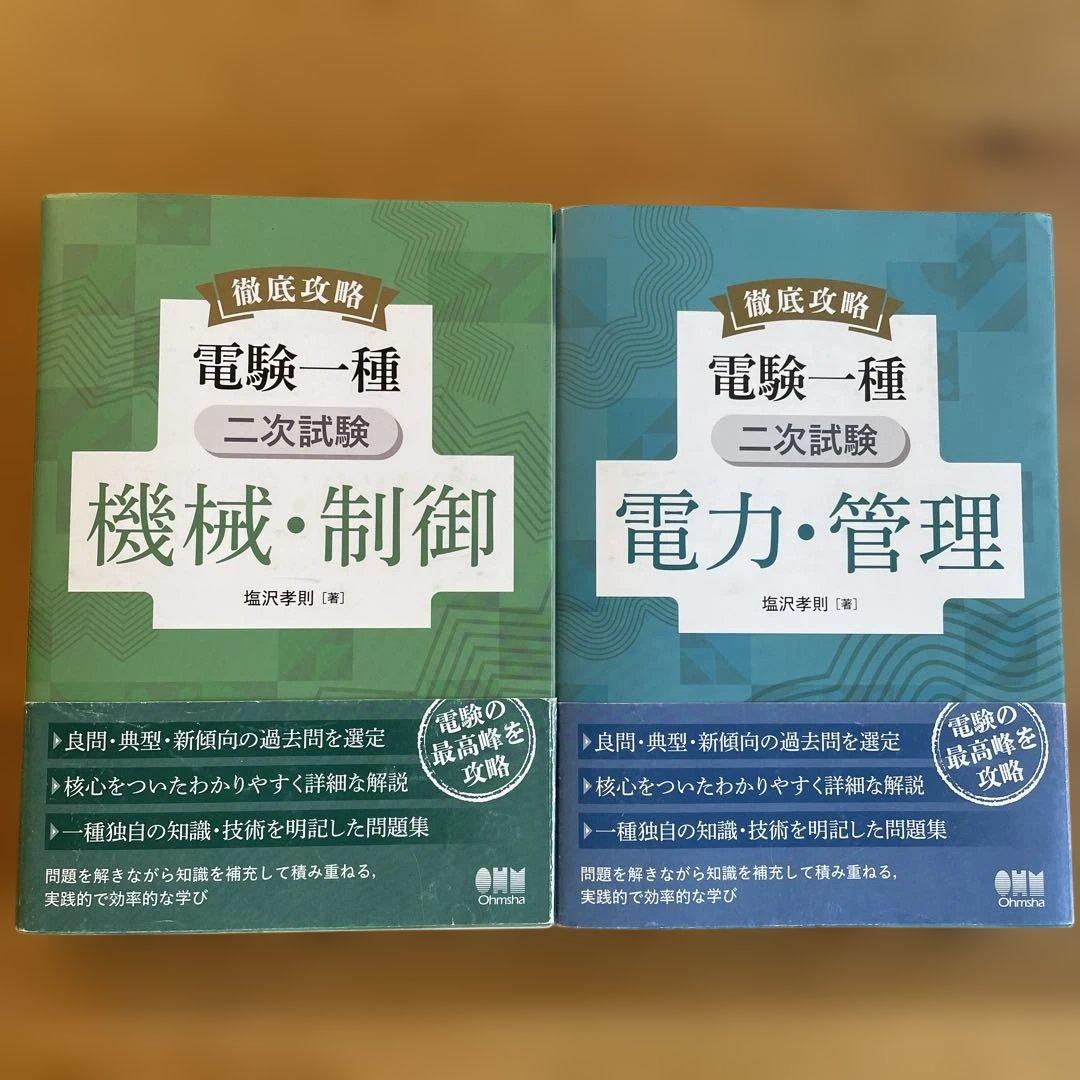 徹底攻略
電験一種
二次試験
機械・制御
塩沢孝則［著］
電験の
最高峰を
攻略
▶良問・典型・新傾向の過去問を選定
▶核心をついたわかりやすく詳細な解説
▶一種独自の知識・技術を明記した問題集
問題を解きながら知識を補充して積み重ねる，
実践的で効率的な学び
OHM
Ohmsha
徹底攻略
電験一種
二次試験
電力・管理
塩沢孝則［著］
電験の
最高峰を
攻略
▶良問・典型・新傾向の過去問を選定
▶核心をついたわかりやすく詳細な解説
▶一種独自の知識・技術を明記した問題集
問題を解きながら知識を補充して積み重ねる，
実践的で効率的な学び
OHM
Ohmsha